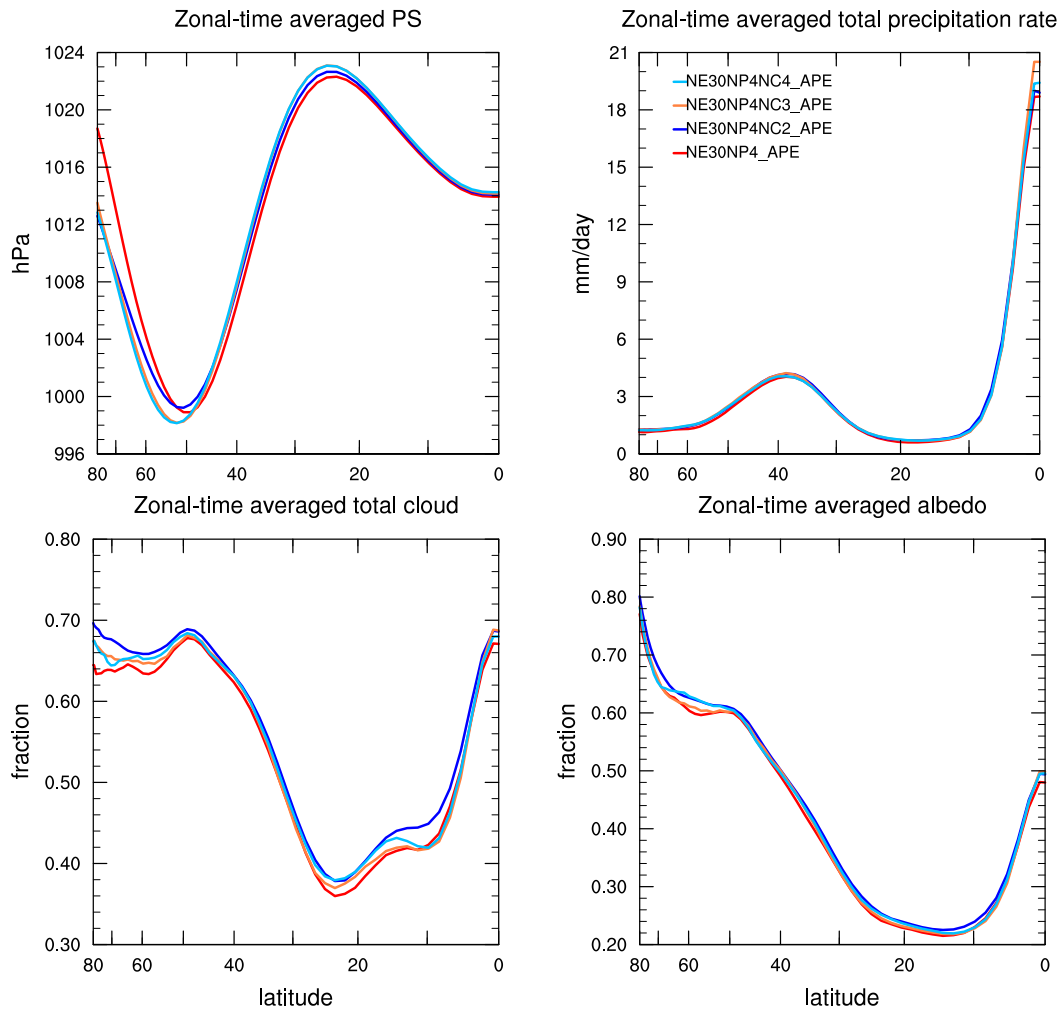 Zonal-time averaged PS
1024
1020
1016
1012
1008
1004
1000
996
hPa
80 60 40 20 0
Zonal-time averaged total precipitation rate
21
18
15
12
9
6
3
0
mm/day
NE30NP4NC4_APE
NE30NP4NC3_APE
NE30NP4NC2_APE
NE30NP4_APE
80 60 40 20 0
Zonal-time averaged total cloud
0.80
0.70
0.60
0.50
0.40
0.30
fraction
80 60 40 20 0
latitude
Zonal-time averaged albedo
0.90
0.80
0.70
0.60
0.50
0.40
0.30
0.20
fraction
80 60 40 20 0
latitude